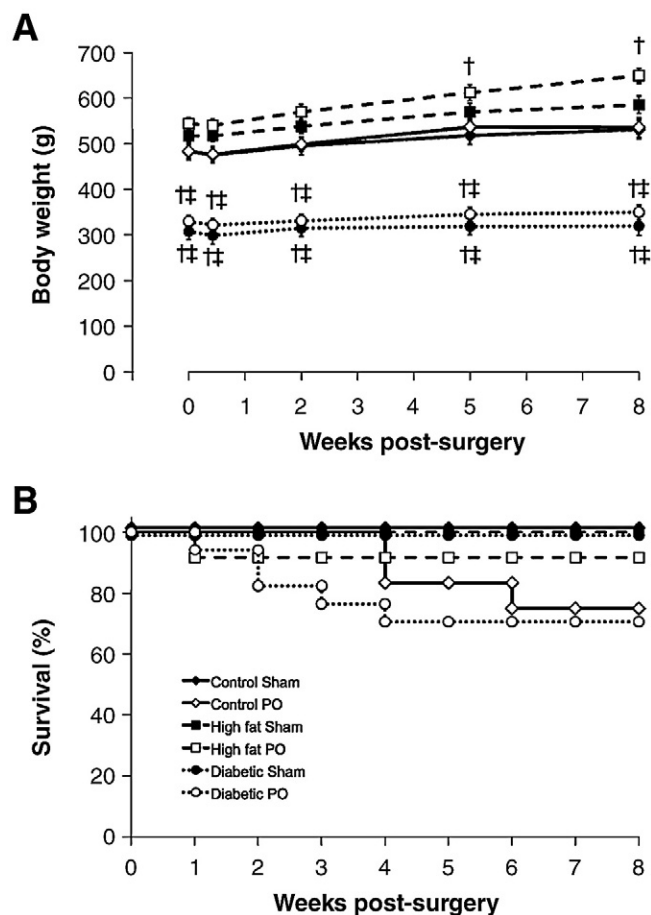 A
Body weight (g)
700
600
500
400
300
200
100
0
† †
†‡ †‡ †‡ †‡ †‡
†‡ †‡ †‡ †‡ †‡
0 1 2 3 4 5 6 7 8
Weeks post-surgery
B
Survival (%)
100
80
60
40
20
0
Control Sham
Control PO
High fat Sham
High fat PO
Diabetic Sham
Diabetic PO
0 1 2 3 4 5 6 7 8
Weeks post-surgery